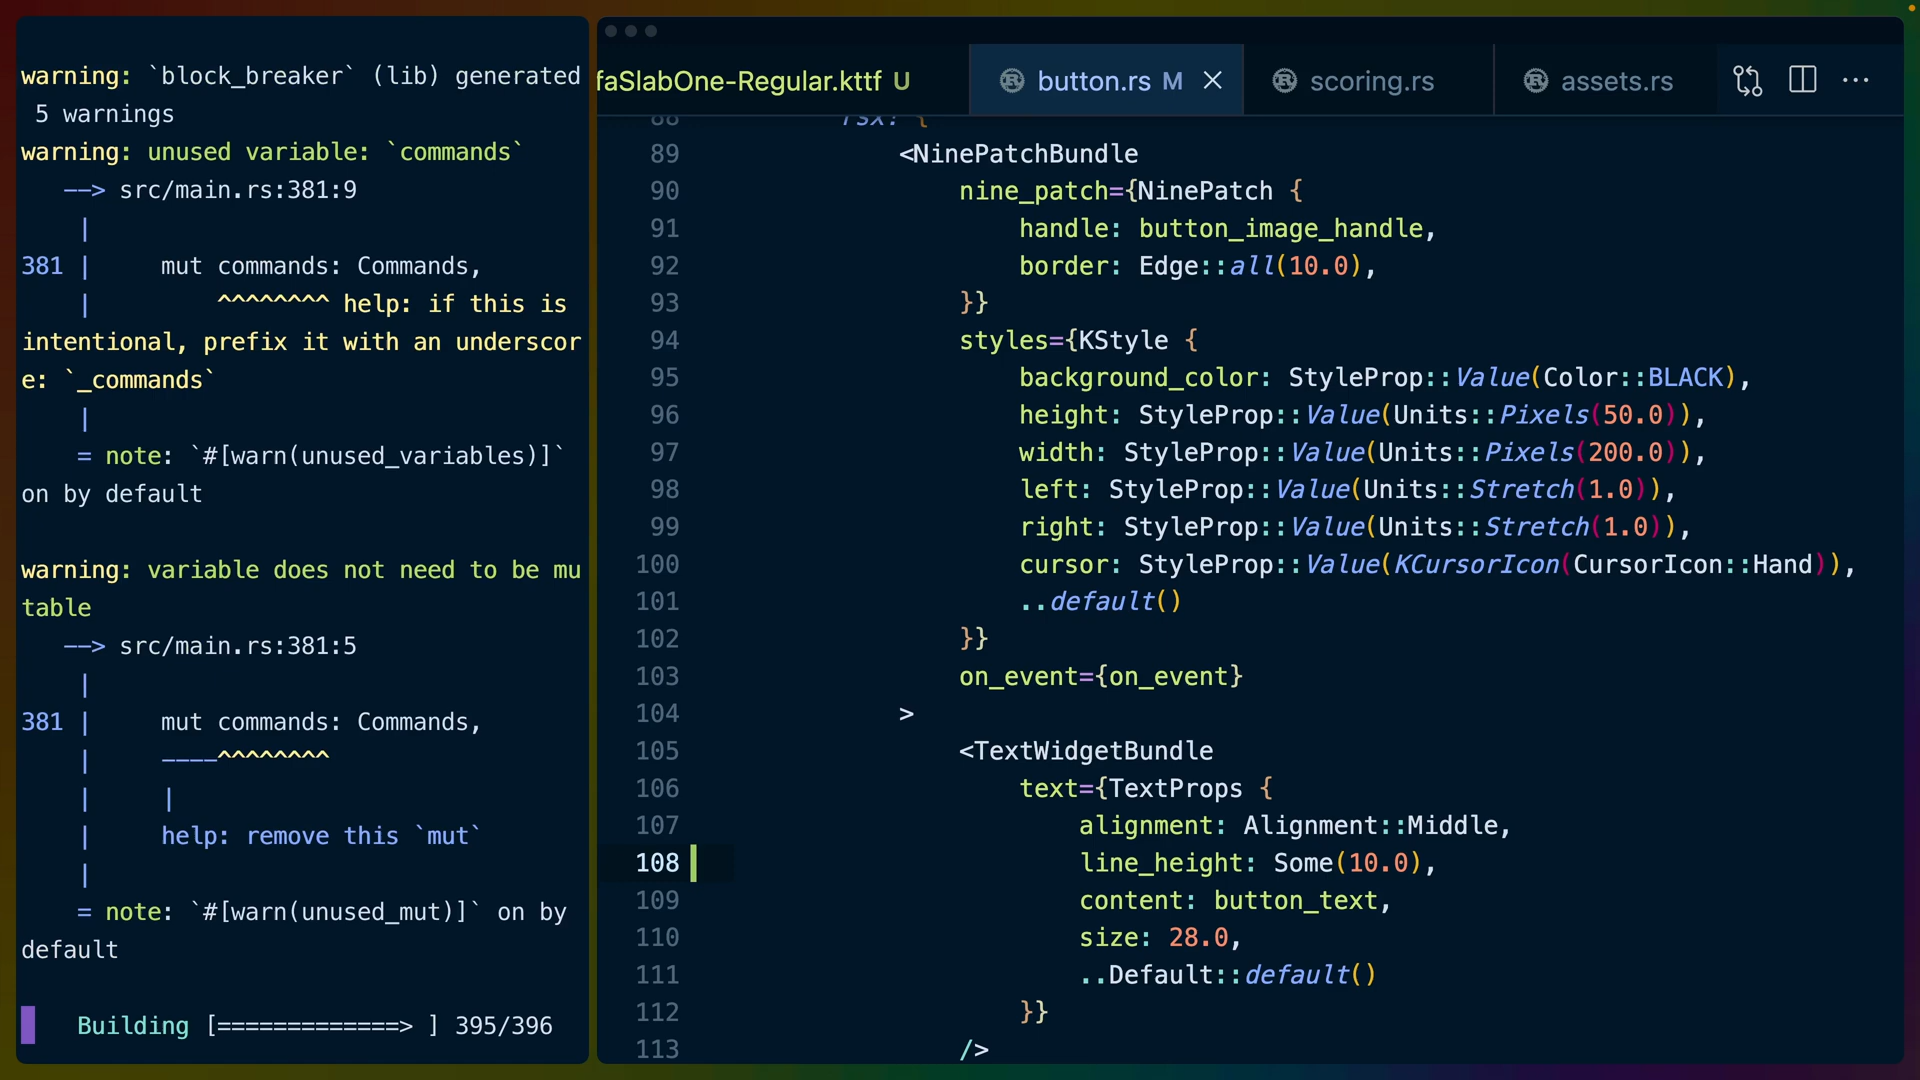 warning: `block_breaker` (lib) generated
5 warnings
warning: unused variable: `commands`
--> src/main.rs:381:9
|
381 | mut commands: Commands,
| ^^^^^^^^ help: if this is
intentional, prefix it with an underscor
e: `_commands`
|
= note: `#[warn(unused_variables)]`
on by default
warning: variable does not need to be mu
table
--> src/main.rs:381:5
|
381 | mut commands: Commands,
| ----^^^^^^^^
| |
| help: remove this `mut`
|
= note: `#[warn(unused_mut)]` on by
default
Building [=============> ] 395/396
faSlabOne-Regular.kttf U
button.rs M
scoring.rs
assets.rs
88 rsx! {
89 <NinePatchBundle
90 nine_patch={NinePatch {
91 handle: button_image_handle,
92 border: Edge::all(10.0),
93 }}
94 styles={KStyle {
95 background_color: StyleProp::Value(Color::BLACK),
96 height: StyleProp::Value(Units::Pixels(50.0)),
97 width: StyleProp::Value(Units::Pixels(200.0)),
98 left: StyleProp::Value(Units::Stretch(1.0)),
99 right: StyleProp::Value(Units::Stretch(1.0)),
100 cursor: StyleProp::Value(KCursorIcon(CursorIcon::Hand)),
101 ..default()
102 }}
103 on_event={on_event}
104 >
105 <TextWidgetBundle
106 text={TextProps {
107 alignment: Alignment::Middle,
108 line_height: Some(10.0),
109 content: button_text,
110 size: 28.0,
111 ..Default::default()
112 }}
113 />